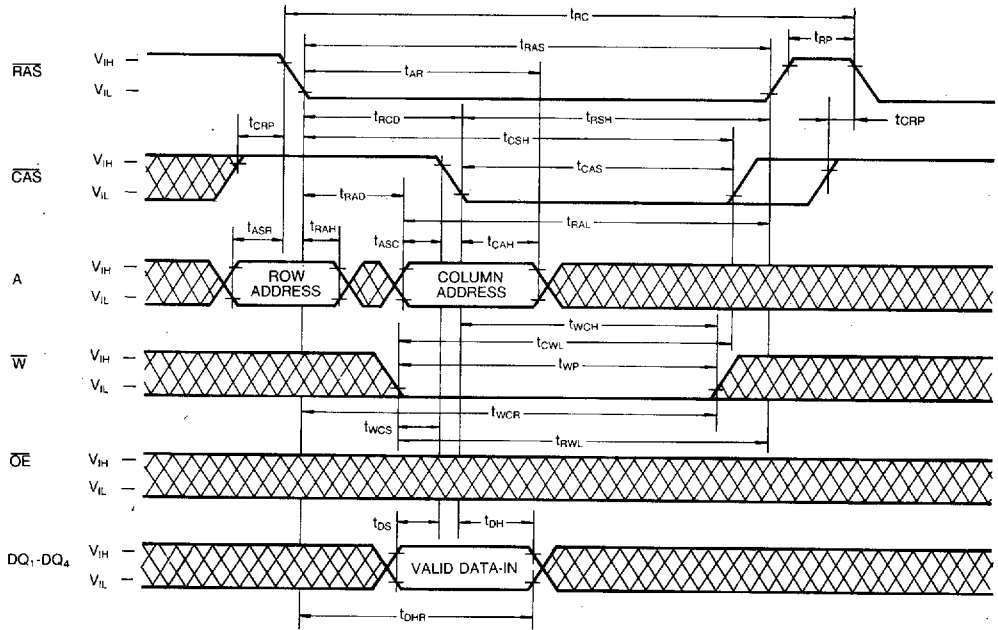 tRC
tRAS
tRP
RAS
VIH
VIL
tAR
tCRP
tRCD
tRSH
tCRP
tCSH
CAS
VIH
VIL
tCAS
tRAD
tRAL
tASR
tRAH
tASC
tCAH
A
VIH
VIL
ROW
ADDRESS
COLUMN
ADDRESS
tWCH
tCWL
W
VIH
VIL
tWP
tWCR
tWCS
tRWL
OE
VIH
VIL
tDS
tDH
DQ1-DQ4
VIH
VIL
VALID DATA-IN
tDHR